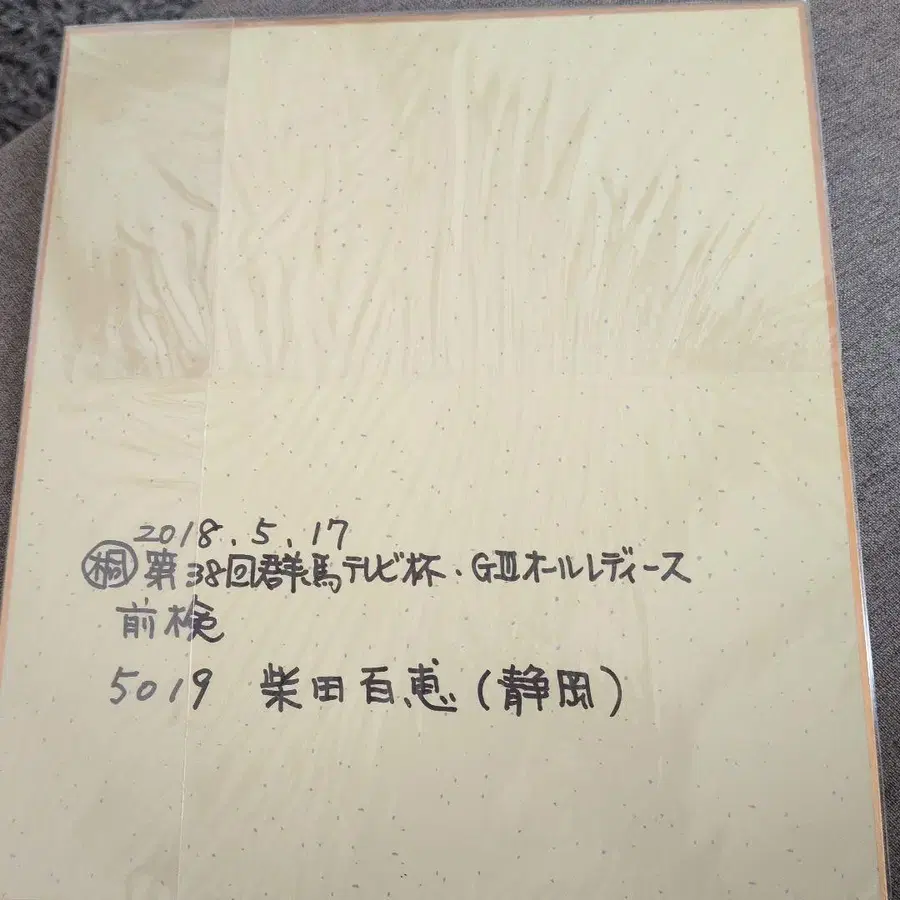 2018.5.17
桐 第38回群馬テレビ杯・GⅢオールレディース
前検
5019 柴田百恵(静岡)